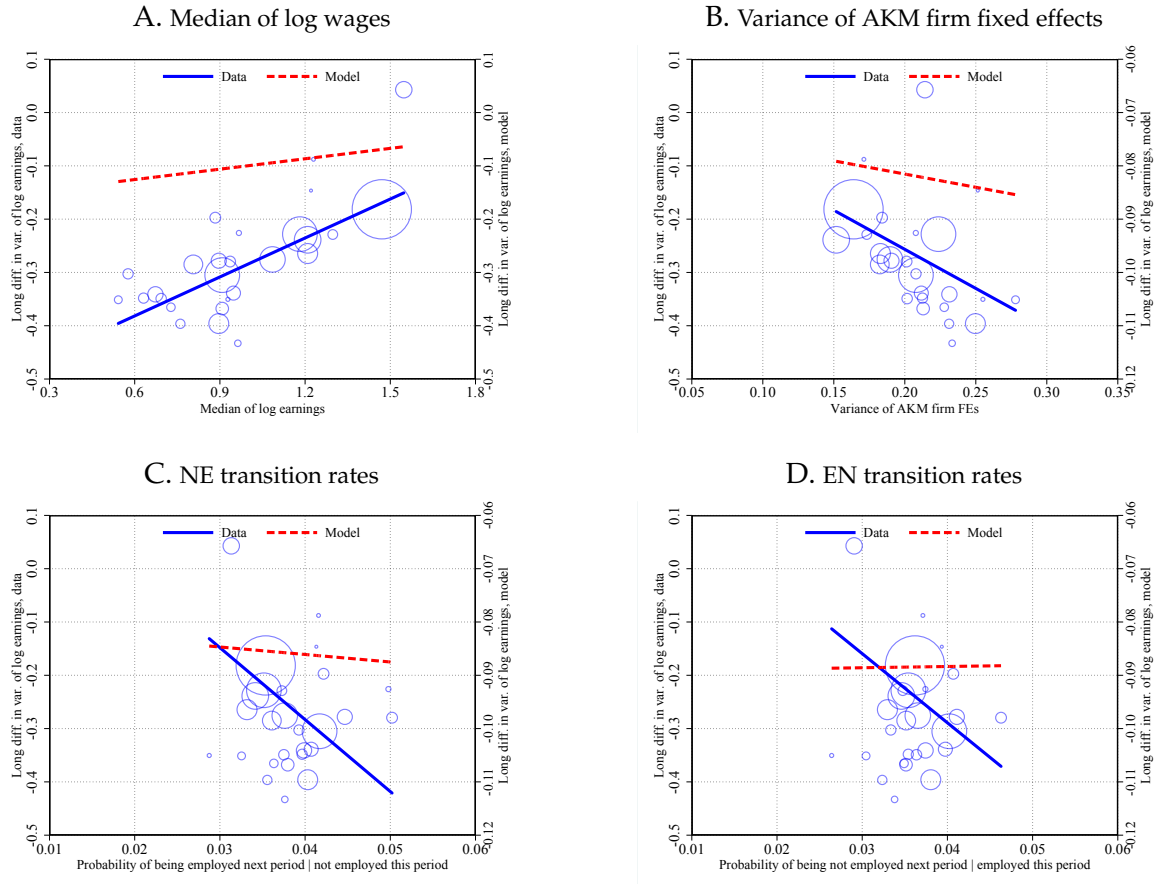 A. Median of log wages
Data Model
Long diff. in var. of log earnings, data
0.1
0.0
-0.1
-0.2
-0.3
-0.4
-0.5
Long diff. in var. of log earnings, model
0.1
0.0
-0.1
-0.2
-0.3
-0.4
-0.5
0.3 0.6 0.9 1.2 1.5 1.8
Median of log earnings
B. Variance of AKM firm fixed effects
Data Model
Long diff. in var. of log earnings, data
0.1
0.0
-0.1
-0.2
-0.3
-0.4
-0.5
Long diff. in var. of log earnings, model
-0.06
-0.07
-0.08
-0.09
-0.10
-0.11
-0.12
0.05 0.10 0.15 0.20 0.25 0.30 0.35
Variance of AKM firm FEs
C. NE transition rates
Data Model
Long diff. in var. of log earnings, data
0.1
0.0
-0.1
-0.2
-0.3
-0.4
-0.5
Long diff. in var. of log earnings, model
-0.06
-0.07
-0.08
-0.09
-0.10
-0.11
-0.12
0.01 0.02 0.03 0.04 0.05 0.06
Probability of being employed next period | not employed this period
D. EN transition rates
Data Model
Long diff. in var. of log earnings, data
0.1
0.0
-0.1
-0.2
-0.3
-0.4
-0.5
Long diff. in var. of log earnings, model
-0.06
-0.07
-0.08
-0.09
-0.10
-0.11
-0.12
0.01 0.02 0.03 0.04 0.05 0.06
Probability of being not employed next period | employed this period